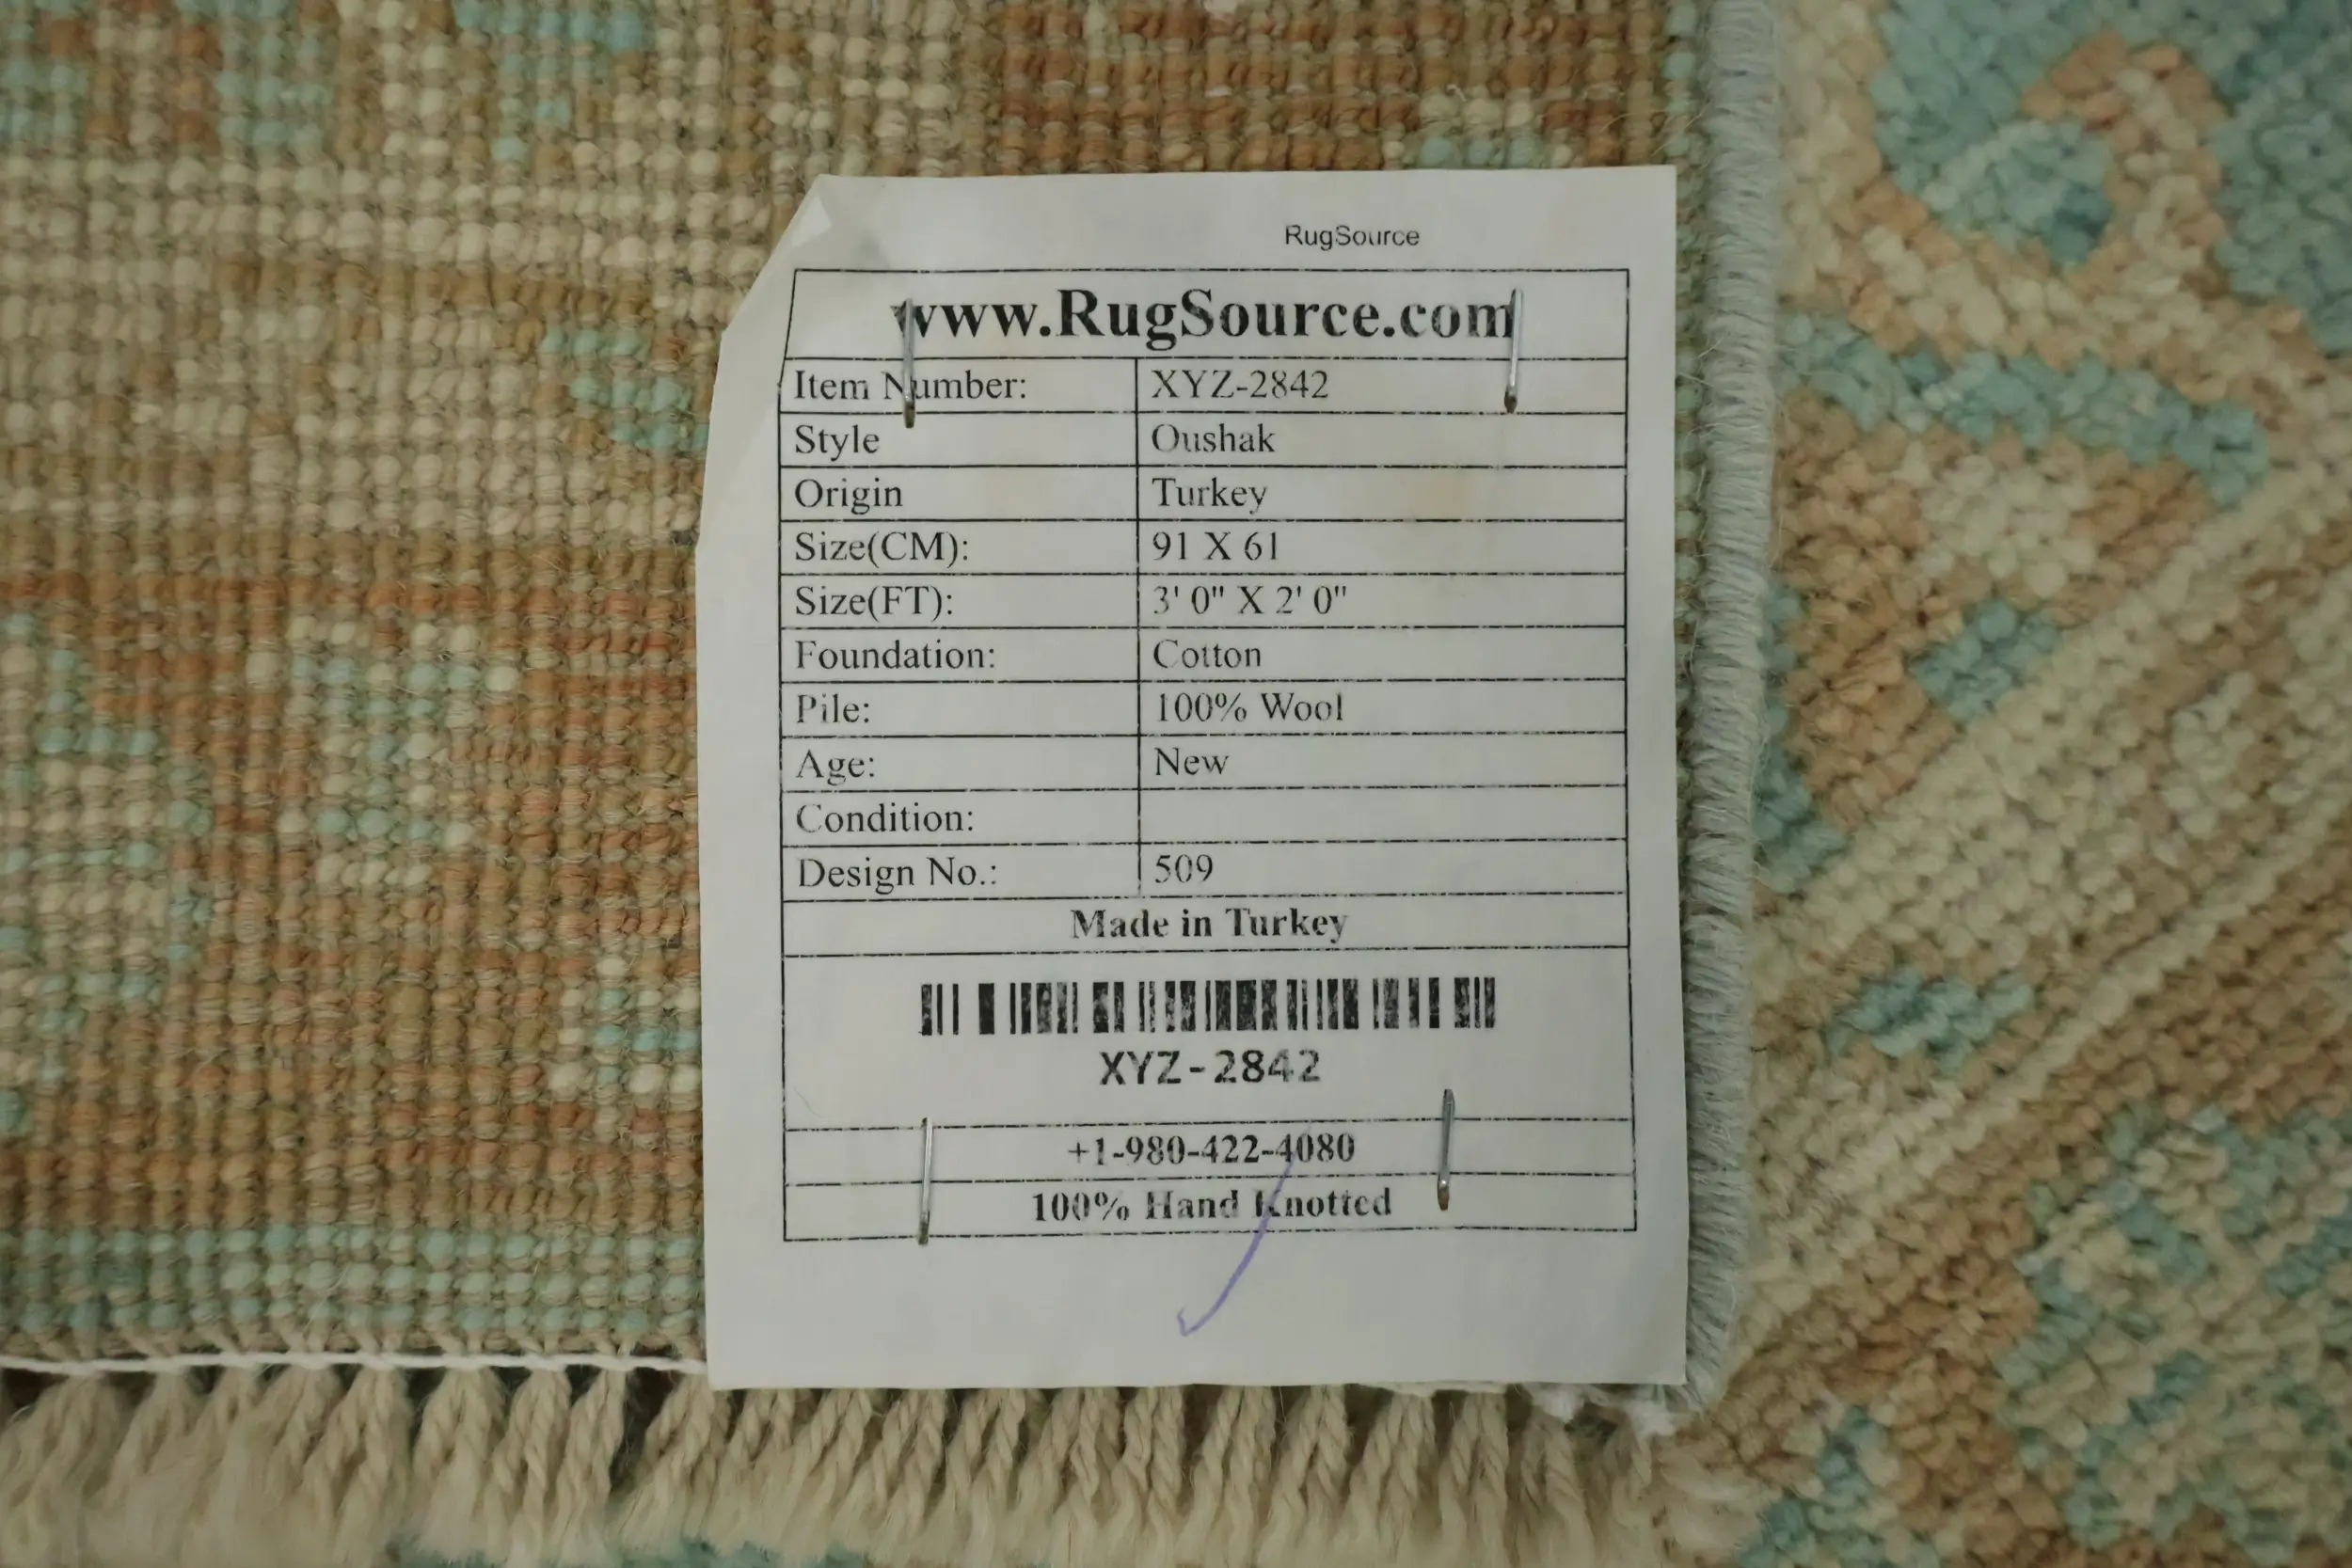 RugSource
www.RugSource.com
Item Number: XYZ-2842
Style Oushak
Origin Turkey
Size(CM): 91 X 61
Size(FT): 3' 0" X 2' 0"
Foundation: Cotton
Pile: 100% Wool
Age: New
Condition:
Design No.: 509
Made in Turkey
XYZ-2842
+1-980-422-4080
100% Hand Knotted